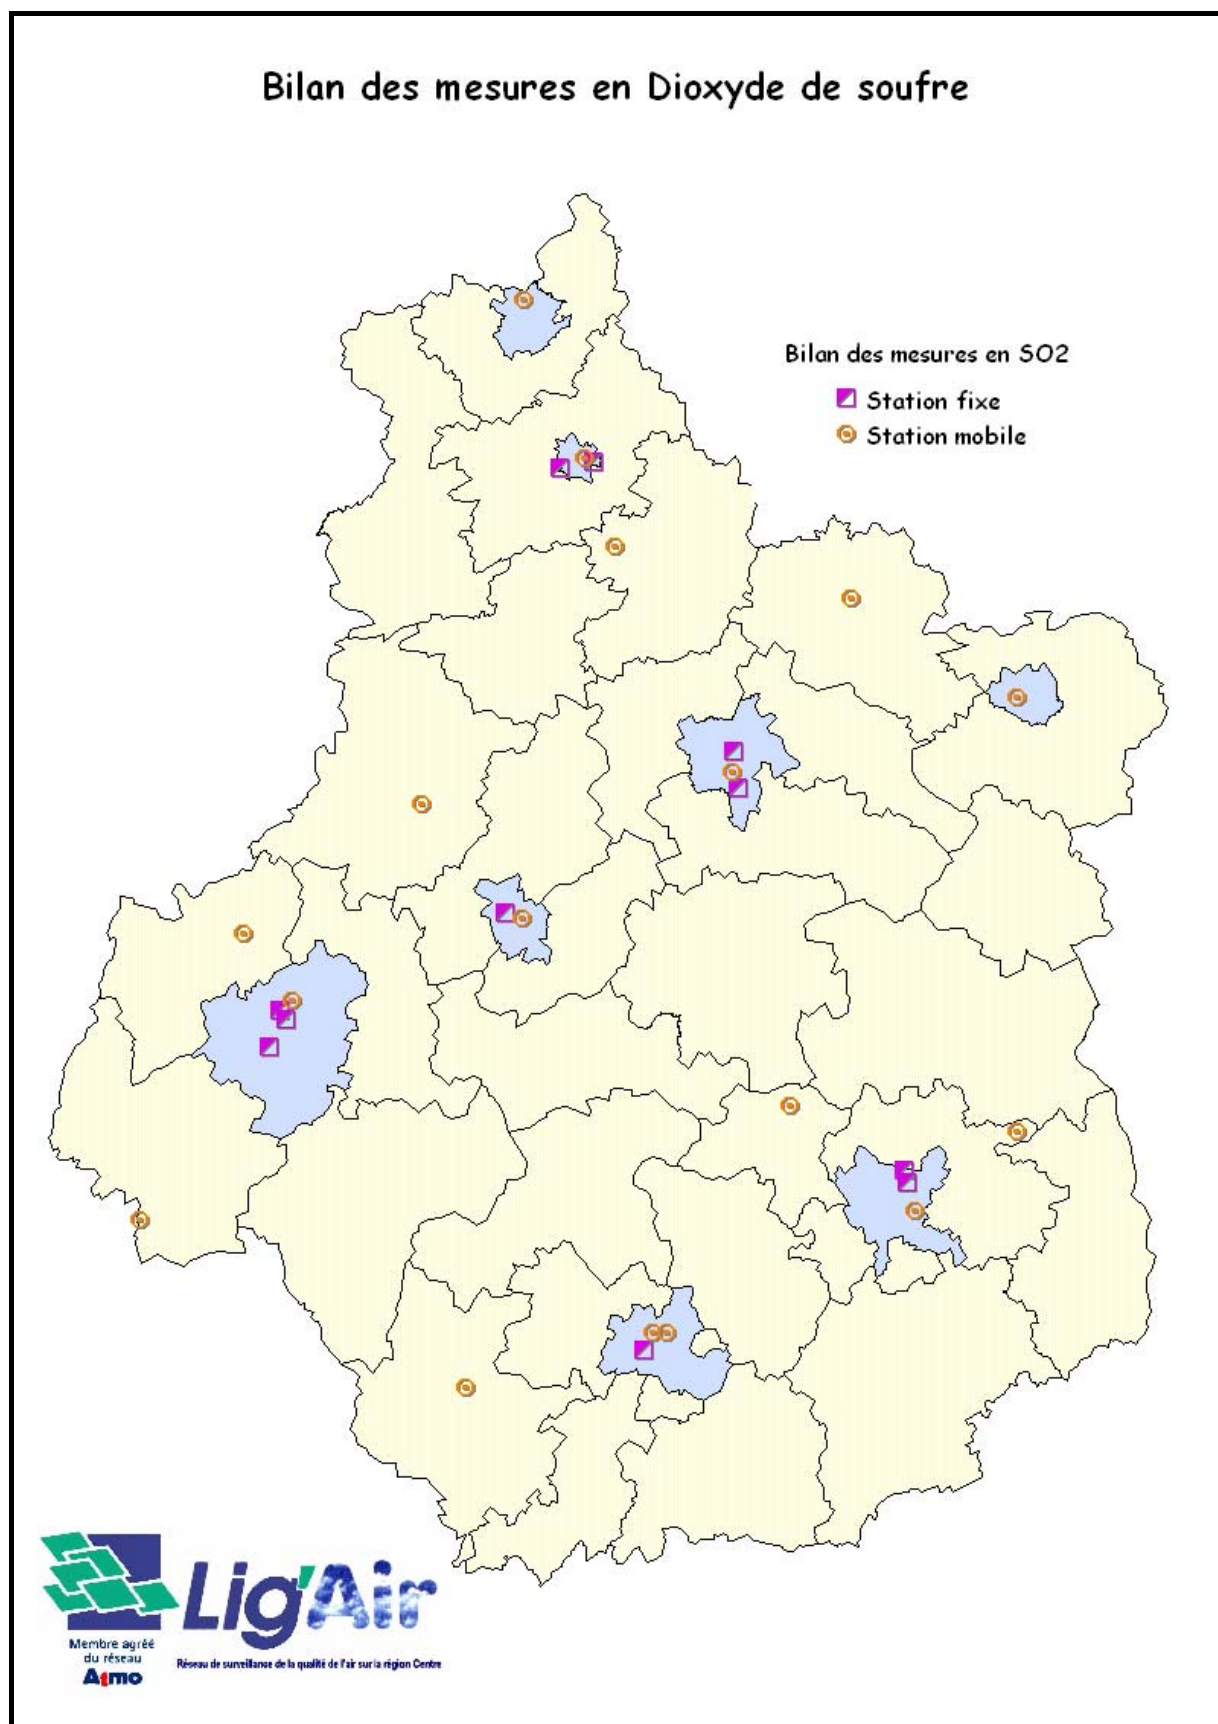 Bilan des mesures en Dioxyde de soufre
Bilan des mesures en SO2
Station fixe
Station mobile
Lig'Air
Membre agréé
du réseau
Atmo
Réseau de surveillance de la qualité de l'air sur la région Centre